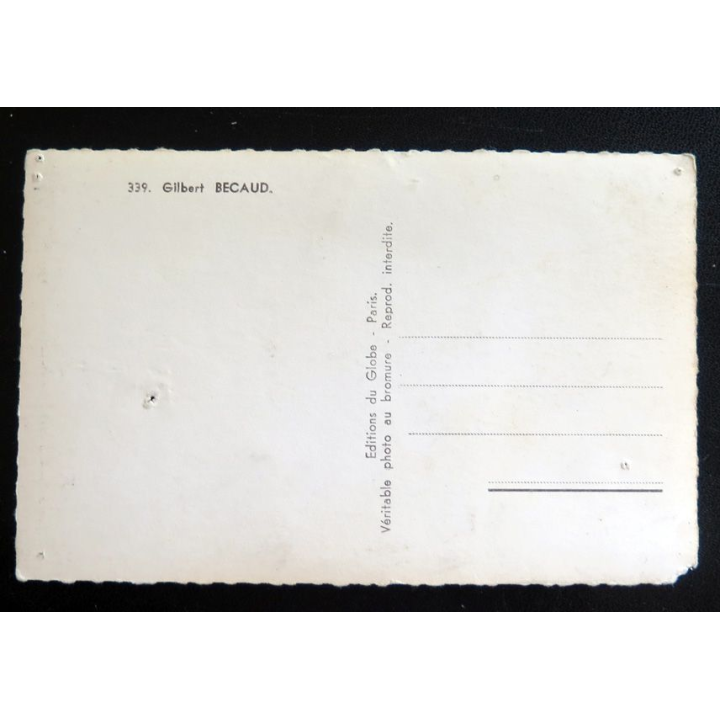 339. Gilbert BECAUD.
Editions du Globe - Paris.
Véritable photo au bromure - Reprod. interdite.